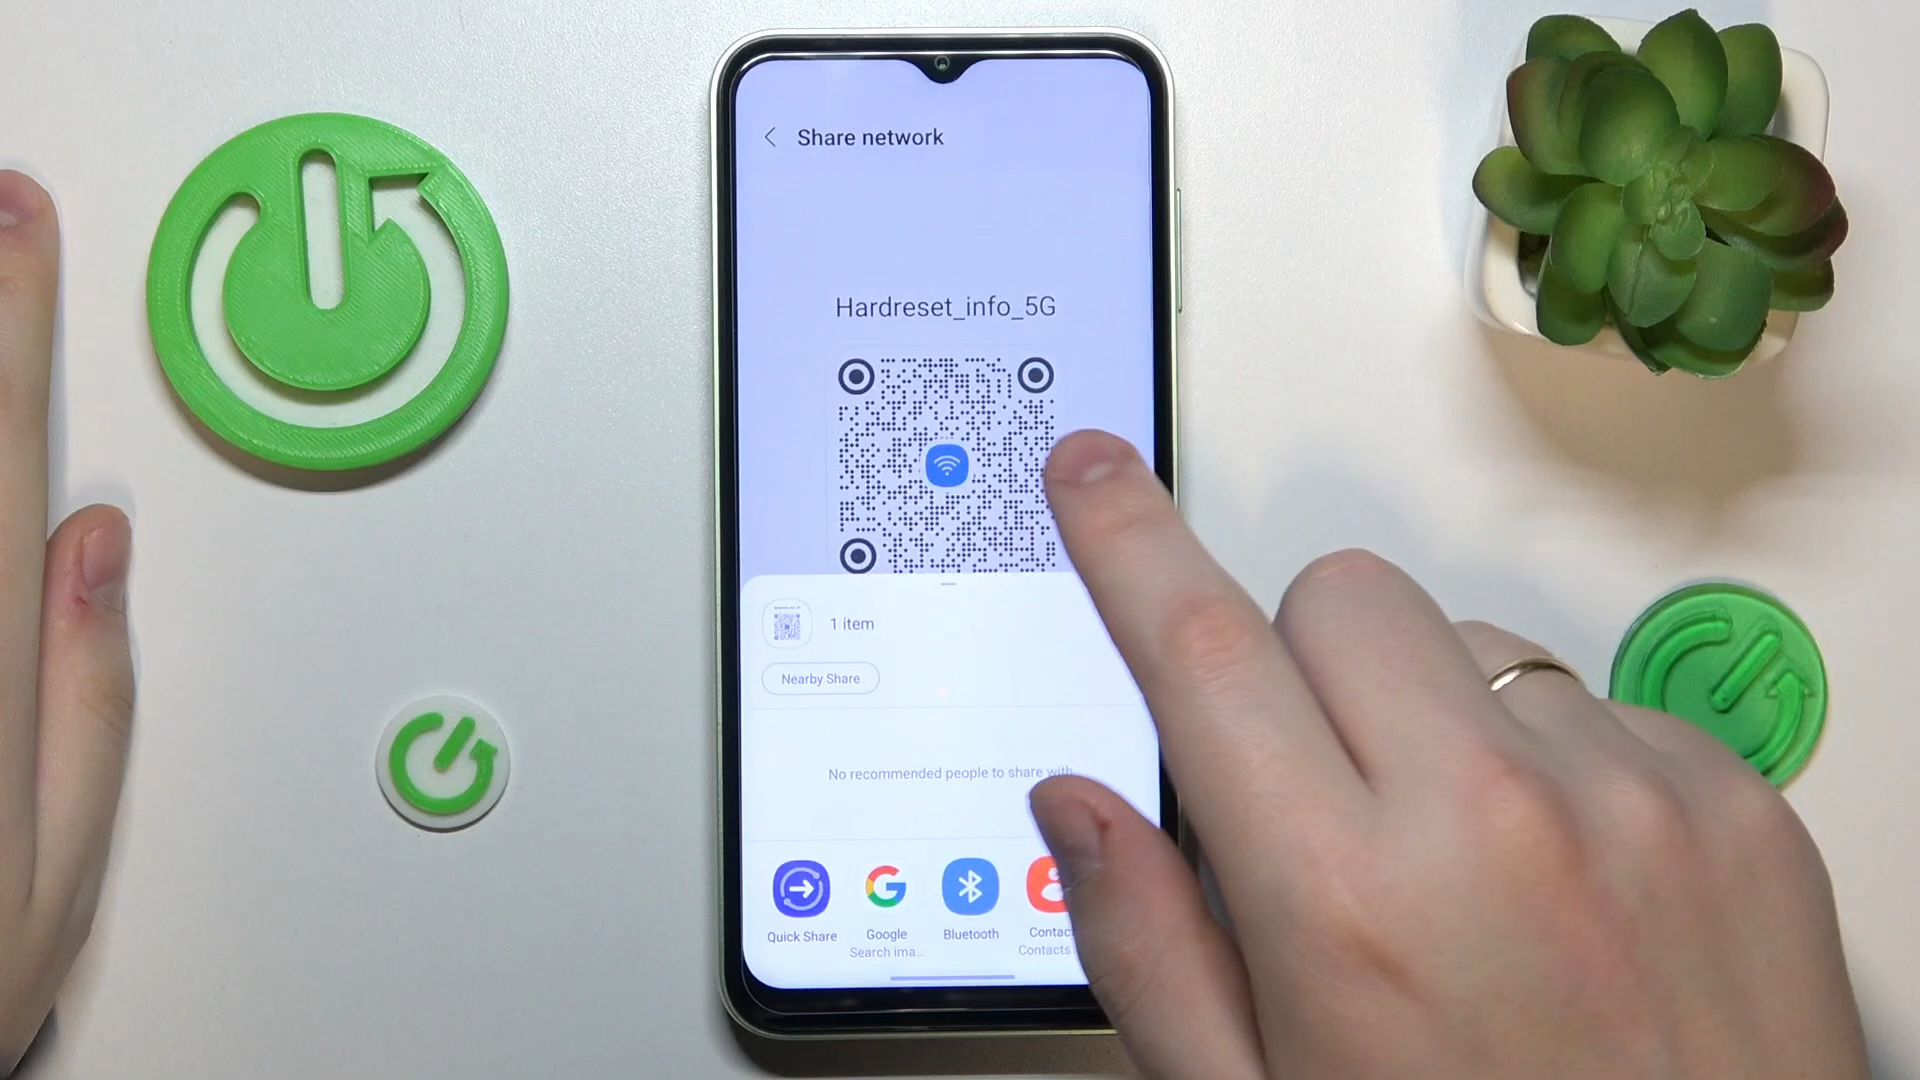 Share network
Hardreset_info_5G
1 item
Nearby Share
No recommended people to share with
Quick Share
Google
Search ima...
Bluetooth
Contacts